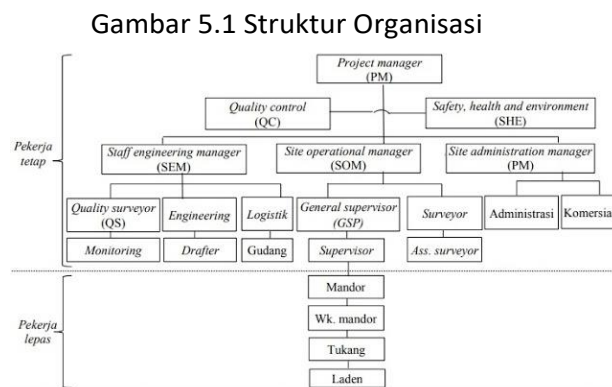 Gambar 5.1 Struktur Organisasi
Project manager
(PM)
Quality control
(QC)
Safety, health and environment
(SHE)
Pekerja
tetap
Staff engineering manager
(SEM)
Site operational manager
(SOM)
Site administration manager
(PM)
Quality surveyor
(QS)
Engineering
Logistik
General supervisor
(GSP)
Surveyor
Administrasi
Komersia
Monitoring
Drafter
Gudang
Supervisor
Ass. surveyor
Pekerja
lepas
Mandor
Wk. mandor
Tukang
Laden